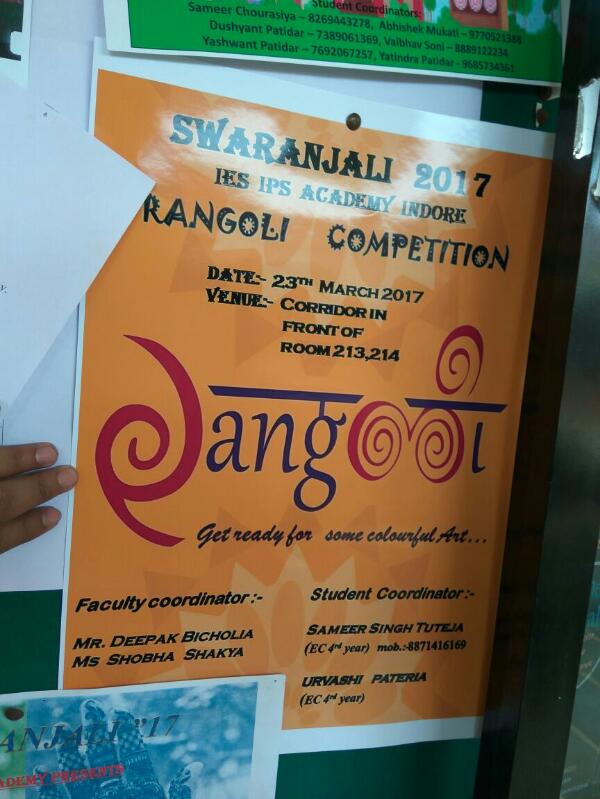 Student Coordinators:
Sameer Chourasiya – 8269443278, Abhishek Mukati – 9770521388
Dushyant Patidar – 7389061369, Vaibhav Soni – 8889122234
Yashwant Patidar – 7692067257, Yatindra Patidar - 9685734361
SWARANJALI 2017
IES IPS ACADEMY INDORE
RANGOLI COMPETITION
DATE:- 23TH MARCH 2017
VENUE:- CORRIDOR IN
FRONT OF
ROOM 213,214
Rangoli
Get ready for some colourful Art...
Faculty coordinator :-
MR. DEEPAK BICHOLIA
MS SHOBHA SHAKYA
Student Coordinator:-
SAMEER SINGH TUTEJA
(EC 4rd year) mob.:-8871416169
URVASHI PATERIA
(EC 4rd year)
ANJALI "17
ADEMY PRESENTS